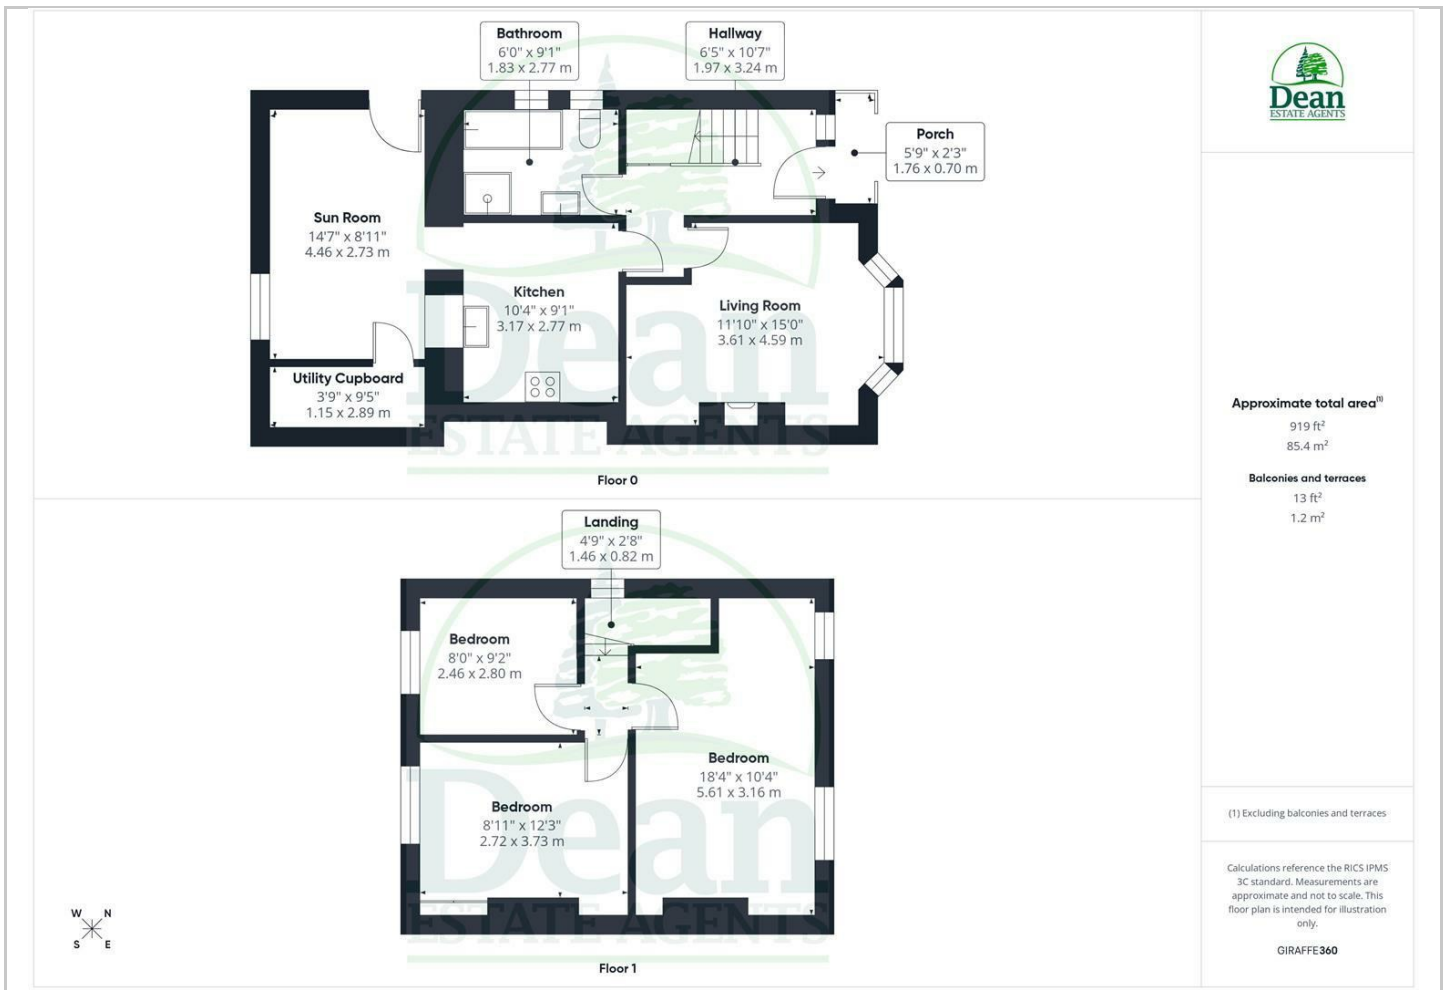 Bathroom
6'0" x 9'1"
1.83 x 2.77 m
Hallway
6'5" x 10'7"
1.97 x 3.24 m
Porch
5'9" x 2'3"
1.76 x 0.70 m
Sun Room
14'7" x 8'11"
4.46 x 2.73 m
Kitchen
10'4" x 9'1"
3.17 x 2.77 m
Living Room
11'10" x 15'0"
3.61 x 4.59 m
Utility Cupboard
3'9" x 9'5"
1.15 x 2.89 m
Dean
ESTATE AGENTS
Floor 0
Landing
4'9" x 2'8"
1.46 x 0.82 m
Bedroom
8'0" x 9'2"
2.46 x 2.80 m
Bedroom
18'4" x 10'4"
5.61 x 3.16 m
Bedroom
8'11" x 12'3"
2.72 x 3.73 m
Dean
ESTATE AGENTS
W N
S E
Floor 1
Dean
ESTATE AGENTS
Approximate total area(1)
919 ft²
85.4 m²
Balconies and terraces
13 ft²
1.2 m²
(1) Excluding balconies and terraces
Calculations reference the RICS IPMS
3C standard. Measurements are
approximate and not to scale. This
floor plan is intended for illustration
only.
GIRAFFE360